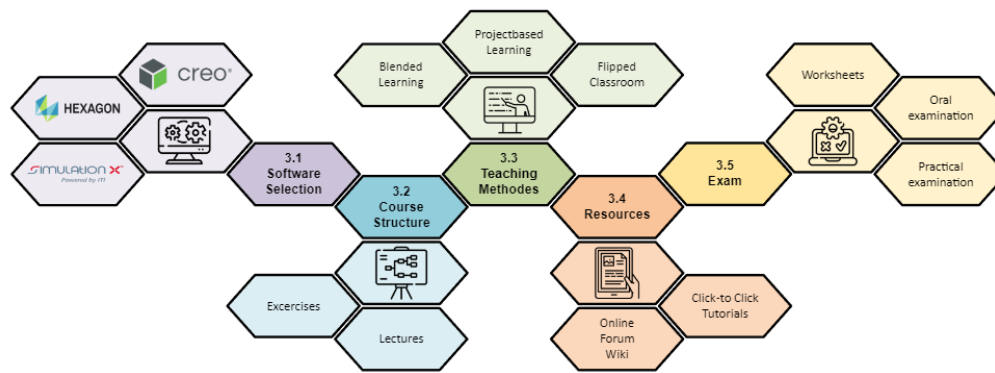 creo®
HEXAGON
SIMULATION X
Powered by ITI
3.1
Software
Selection
3.2
Course
Structure
Excercises
Lectures
Blended
Learning
Projectbased
Learning
Flipped
Classroom
3.3
Teaching
Methodes
3.4
Resources
Online
Forum
Wiki
Click-to Click
Tutorials
3.5
Exam
Worksheets
Oral
examination
Practical
examination